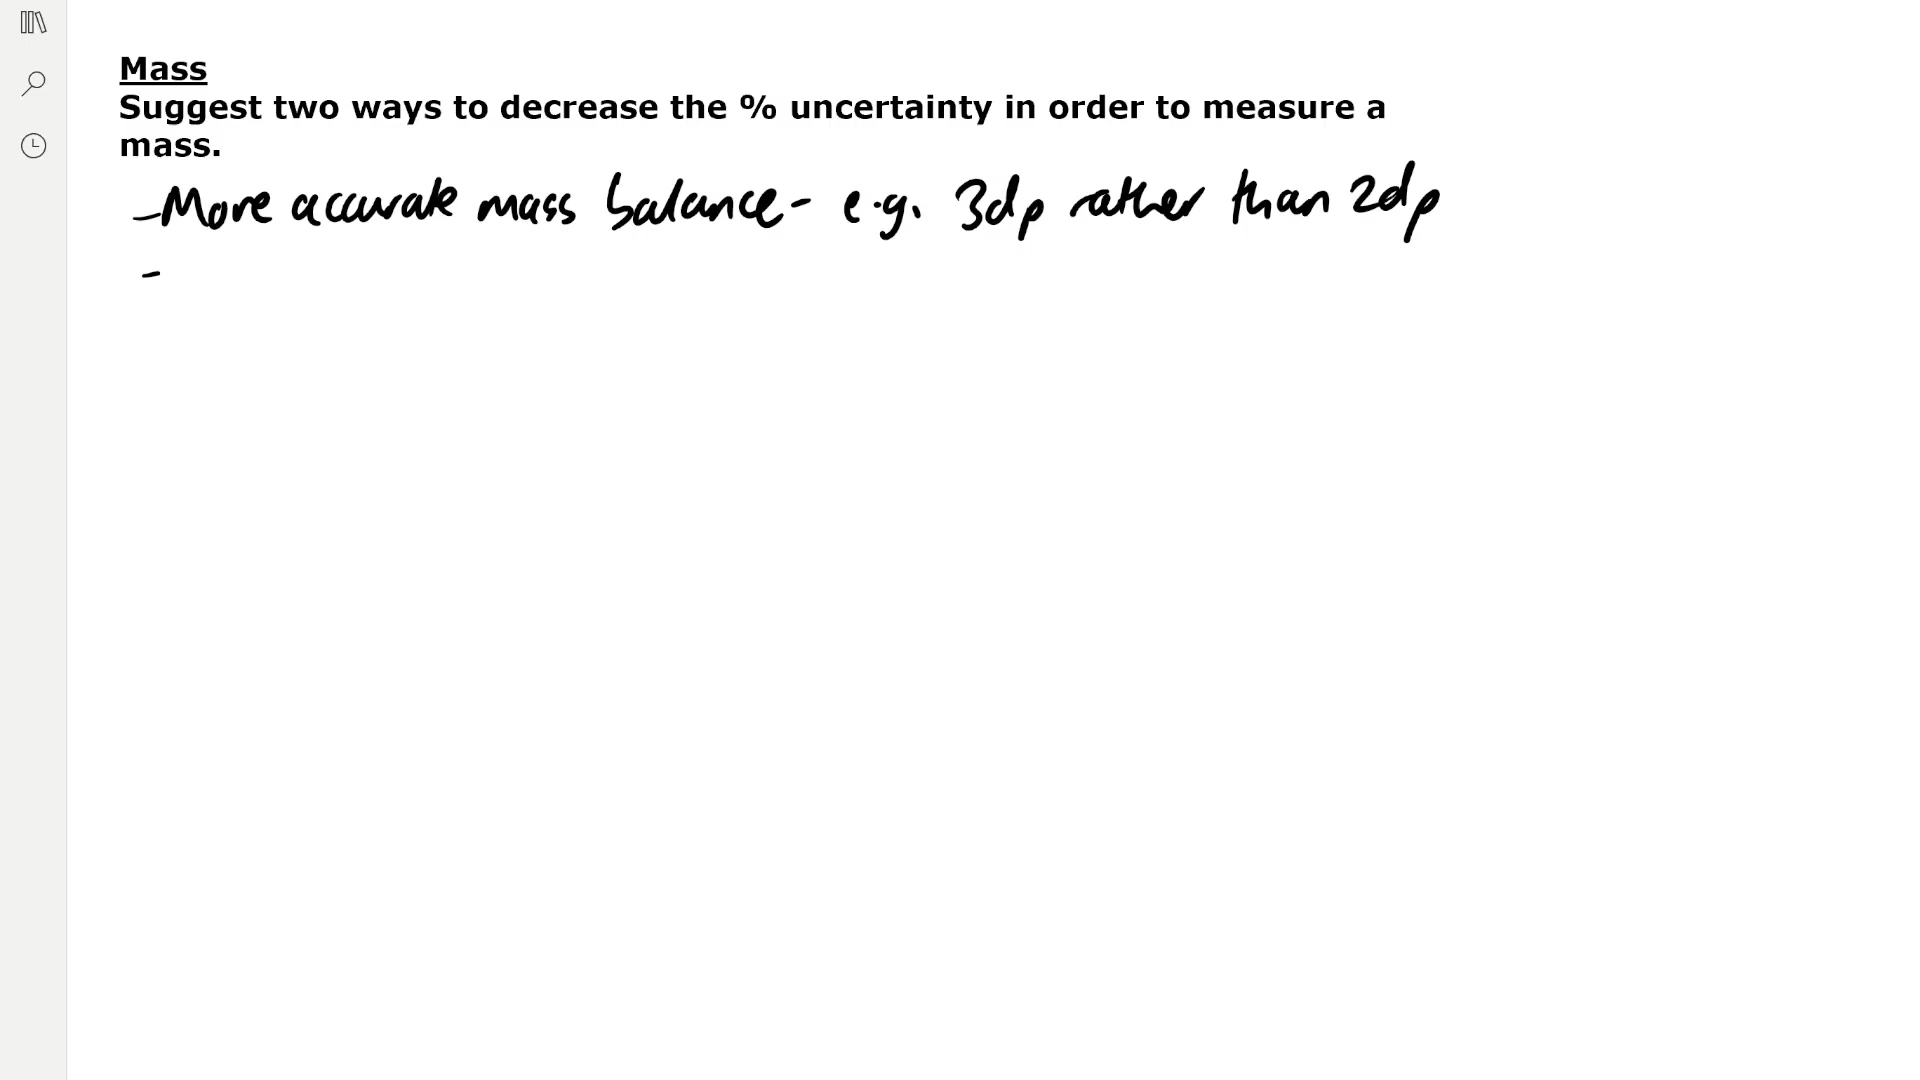 Mass
Suggest two ways to decrease the % uncertainty in order to measure a
mass.
-More accurate mass balance- e.g. 3dp rather than 2dp
-